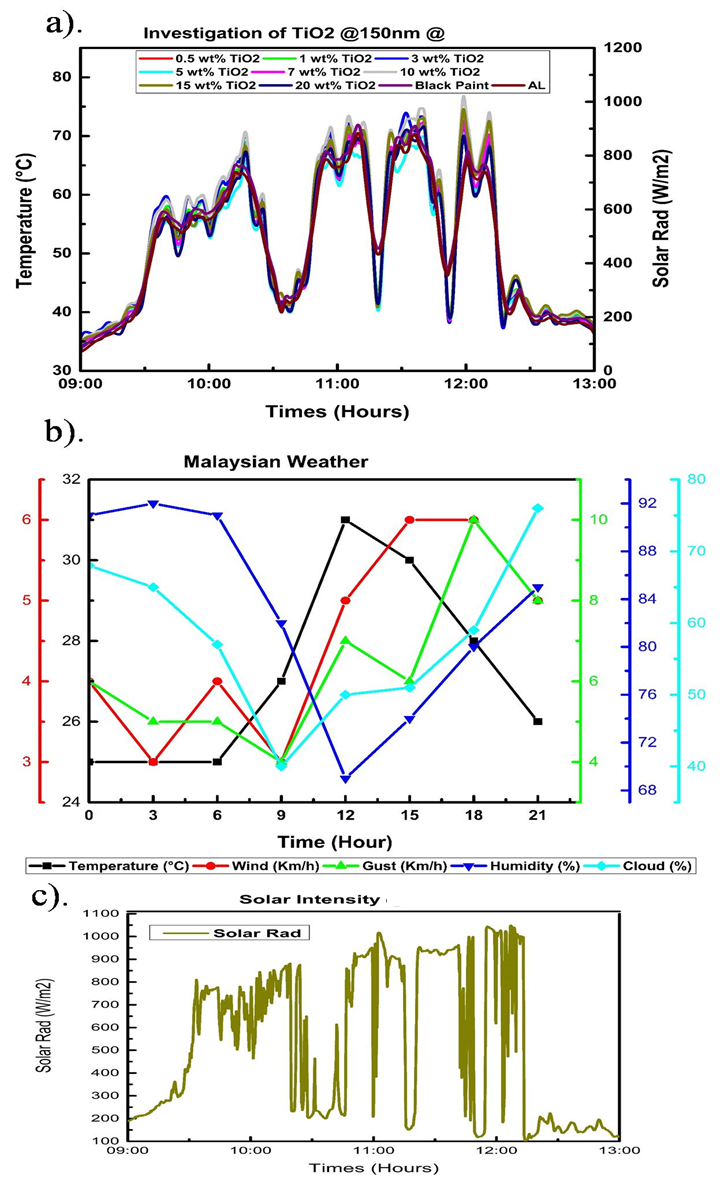 a).
Investigation of TiO2 @150nm @
0.5 wt% TiO2 1 wt% TiO2 3 wt% TiO2
5 wt% TiO2 7 wt% TiO2 10 wt% TiO2
15 wt% TiO2 20 wt% TiO2 Black Paint AL
Temperature (°C)
80
70
60
50
40
30
Solar Rad (W/m2)
1200
1000
800
600
400
200
0
09:00 10:00 11:00 12:00 13:00
Times (Hours)
b).
Malaysian Weather
6
5
4
3
32
30
28
26
24
10
8
6
4
92
88
84
80
76
72
68
80
70
60
50
40
0 3 6 9 12 15 18 21
Time (Hour)
Temperature (°C) Wind (Km/h) Gust (Km/h) Humidity (%) Cloud (%)
c).
Solar Intensity
Solar Rad
Solar Rad (W/m2)
1100
1000
900
800
700
600
500
400
300
200
100
09:00 10:00 11:00 12:00 13:00
Times (Hours)